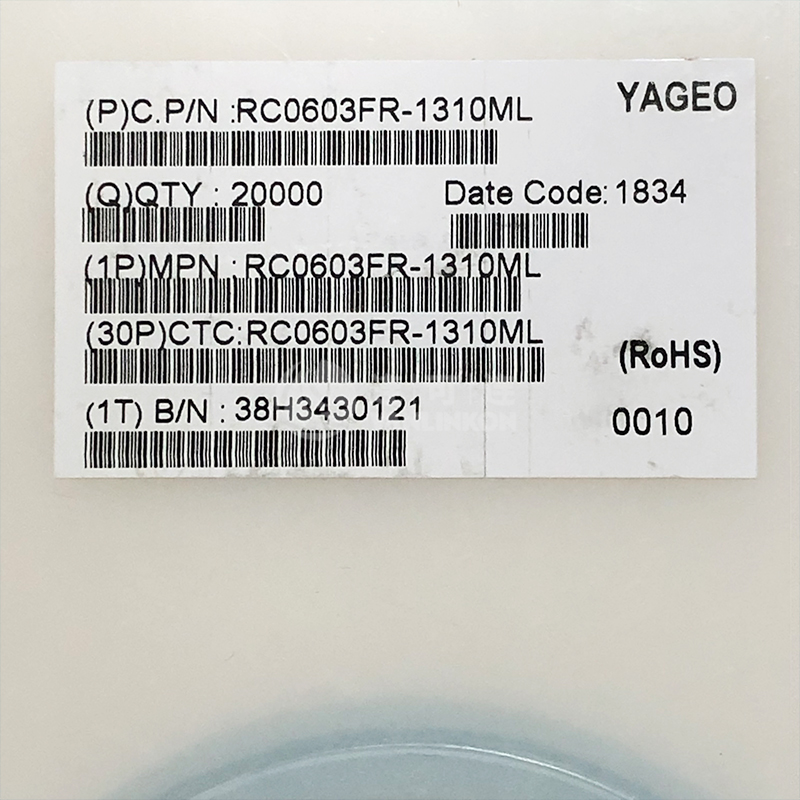 YAGEO
(P)C.P/N :RC0603FR-1310ML
(Q)QTY : 20000 Date Code: 1834
(1P)MPN : RC0603FR-1310ML
(30P)CTC:RC0603FR-1310ML
(RoHS)
(1T) B/N : 38H3430121
0010